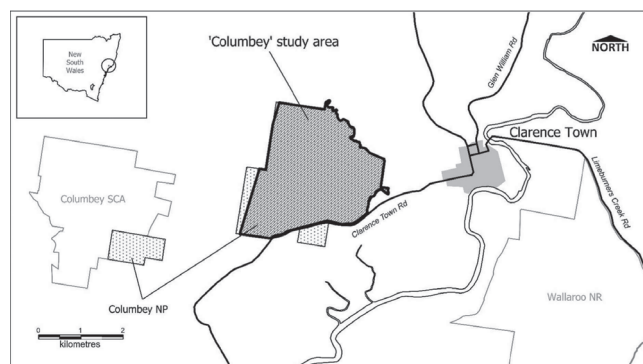 New
South
Wales
'Columbey' study area
Glen William Rd
NORTH
Clarence Town
Columbey SCA
Clarence Town Rd
Limeburners Creek Rd
Columbey NP
Wallaroo NR
0 1 2
kilometres